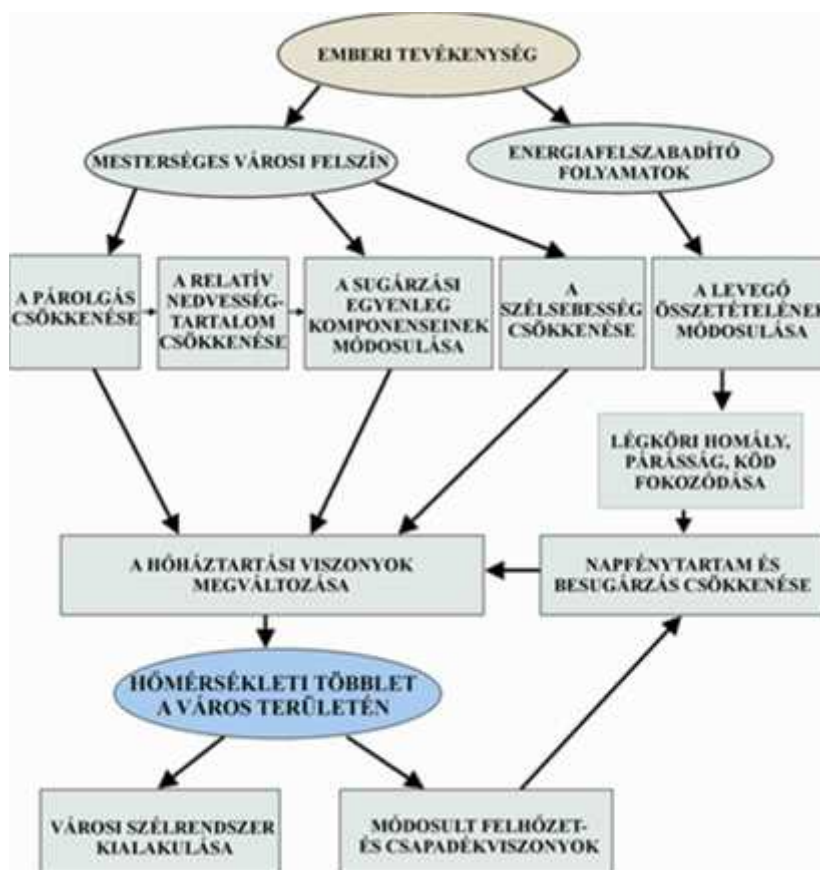 EMBERI TEVÉKENYSÉG
MESTERSÉGES VÁROSI FELSZÍN
ENERGIAFELSZABADÍTÓ
FOLYAMATOK
A PÁROLGÁS
CSÖKKENÉSE
A RELATÍV
NEDVESSÉG-
TARTALOM
CSÖKKENÉSE
A SUGÁRZÁSI
EGYENLEG
KOMPONENSEINEK
MÓDOSULÁSA
A
SZÉLSEBESSÉG
CSÖKKENÉSE
A LEVEGŐ
ÖSSZETÉTELÉNEK
MÓDOSULÁSA
LÉGKÖRI HOMÁLY,
PÁRÁSSÁG, KÖD
FOKOZÓDÁSA
A HŐHÁZTARTÁSI VISZONYOK
MEGVÁLTOZÁSA
NAPFÉNYTARTAM ÉS
BESUGÁRZÁS CSÖKKENÉSE
HŐMÉRSÉKLETI TÖBBLET
A VÁROS TERÜLETÉN
VÁROSI SZÉLRENDSZER
KIALAKULÁSA
MÓDOSULT FELHŐZET-
ÉS CSAPADÉKVISZONYOK